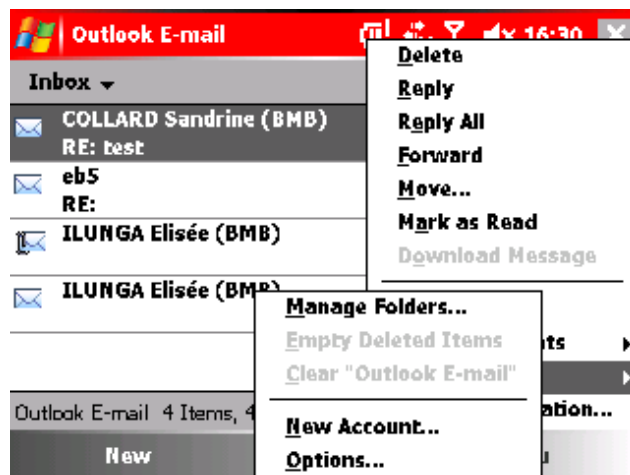 Outlook E-mail
16:30
Inbox
COLLARD Sandrine (BMB)
RE: test
eb5
RE:
ILUNGA Elisée (BMB)
ILUNGA Elisée (BMB)
Outlook E-mail 4 Items, 4
New
Delete
Reply
Reply All
Forward
Move...
Mark as Read
Download Message
Manage Folders...
Empty Deleted Items
Clear "Outlook E-mail"
New Account...
Options...